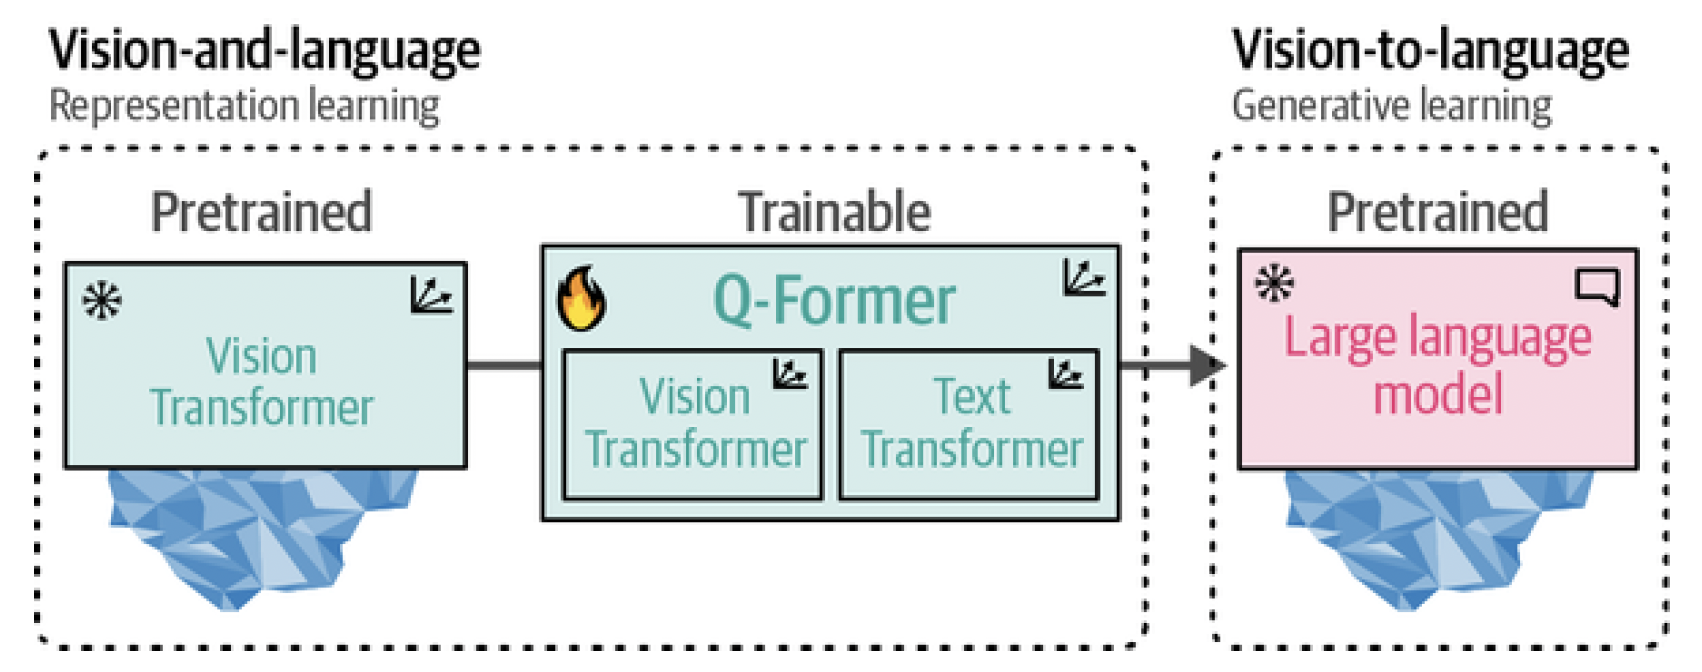 Vision-and-language
Representation learning
Pretrained
Vision
Transformer
Trainable
Q-Former
Vision
Transformer
Text
Transformer
Vision-to-language
Generative learning
Pretrained
Large language
model